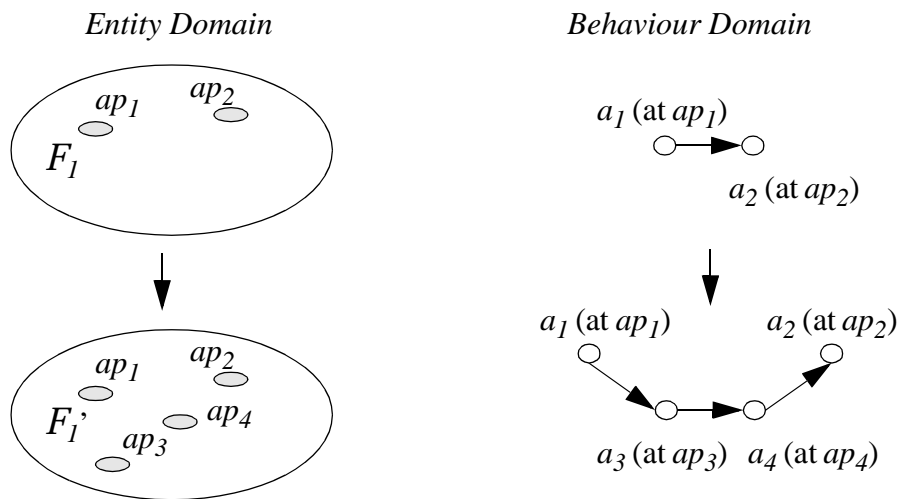 Entity Domain
Behaviour Domain
ap1
ap2
F1
a1 (at ap1)
a2 (at ap2)
ap1
ap2
F1’
ap4
ap3
a1 (at ap1)
a2 (at ap2)
a3 (at ap3)
a4 (at ap4)